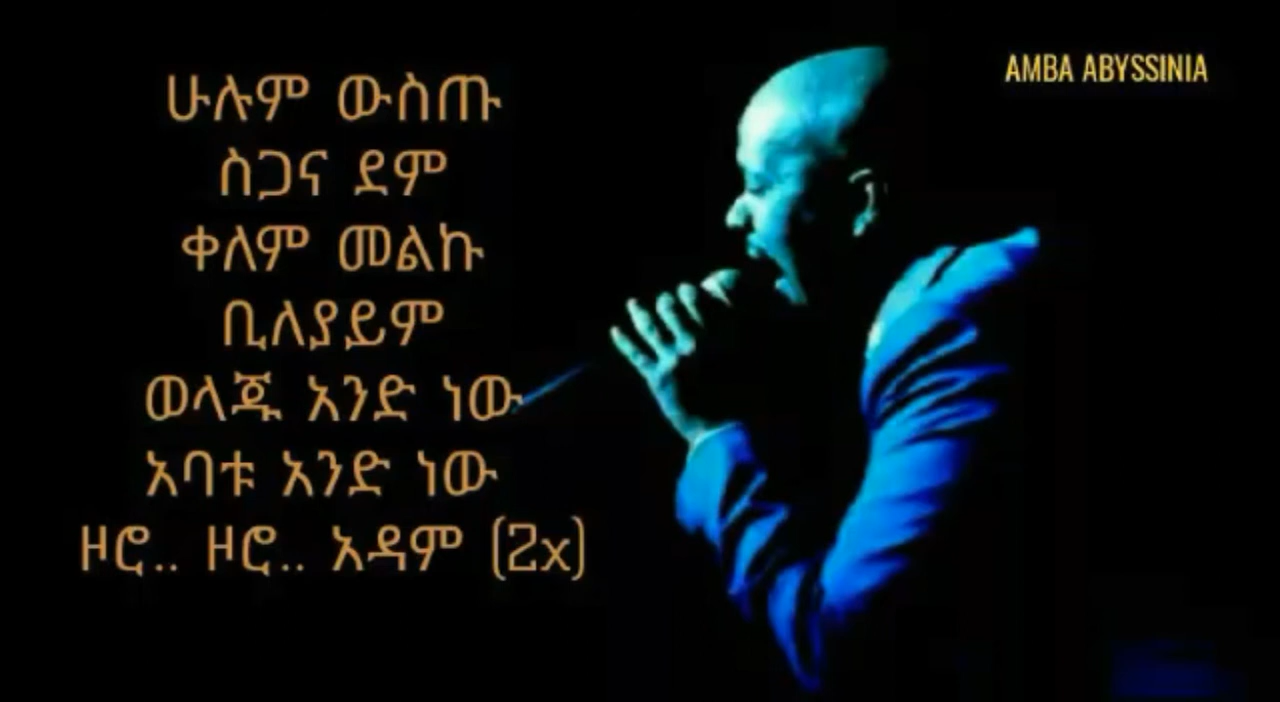 AMBA ABYSSINIA
ሁሉም ውስጡ
ስጋና ደም
ቀለም መልኩ
ቢለያይም
ወላጁ አንድ ነው
አባቱ አንድ ነው
ዞሮ.. ዞሮ.. አዳም (2x)